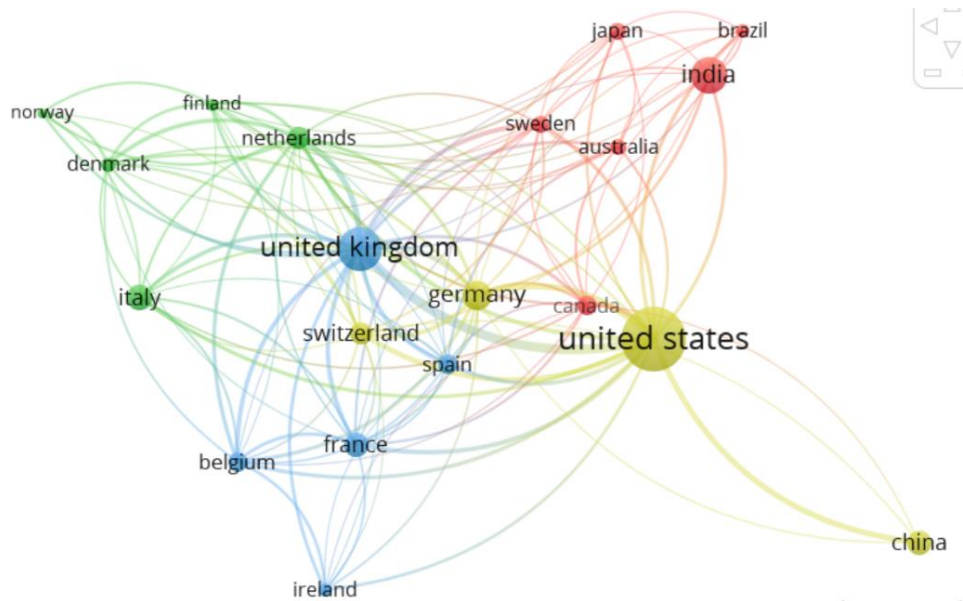 japan
brazil
india
norway
finland
netherlands
sweden
australia
denmark
united kingdom
italy
germany
canada
switzerland
united states
spain
france
belgium
china
ireland